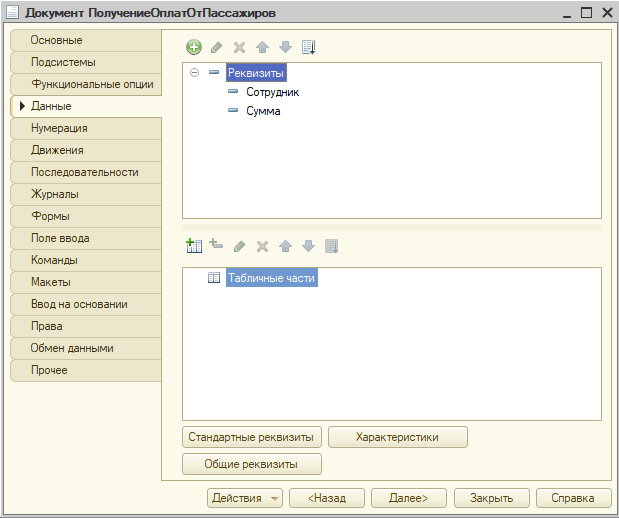 Документ ПолучениеОплатОтПассажиров
Основные
Подсистемы
Функциональные опции
Данные
Нумерация
Движения
Последовательности
Журналы
Формы
Поле ввода
Команды
Макеты
Ввод на основании
Права
Обмен данными
Прочее
Реквизиты
Сотрудник
Сумма
Табличные части
Стандартные реквизиты
Характеристики
Общие реквизиты
Действия
<Назад
Далее>
Закрыть
Справка